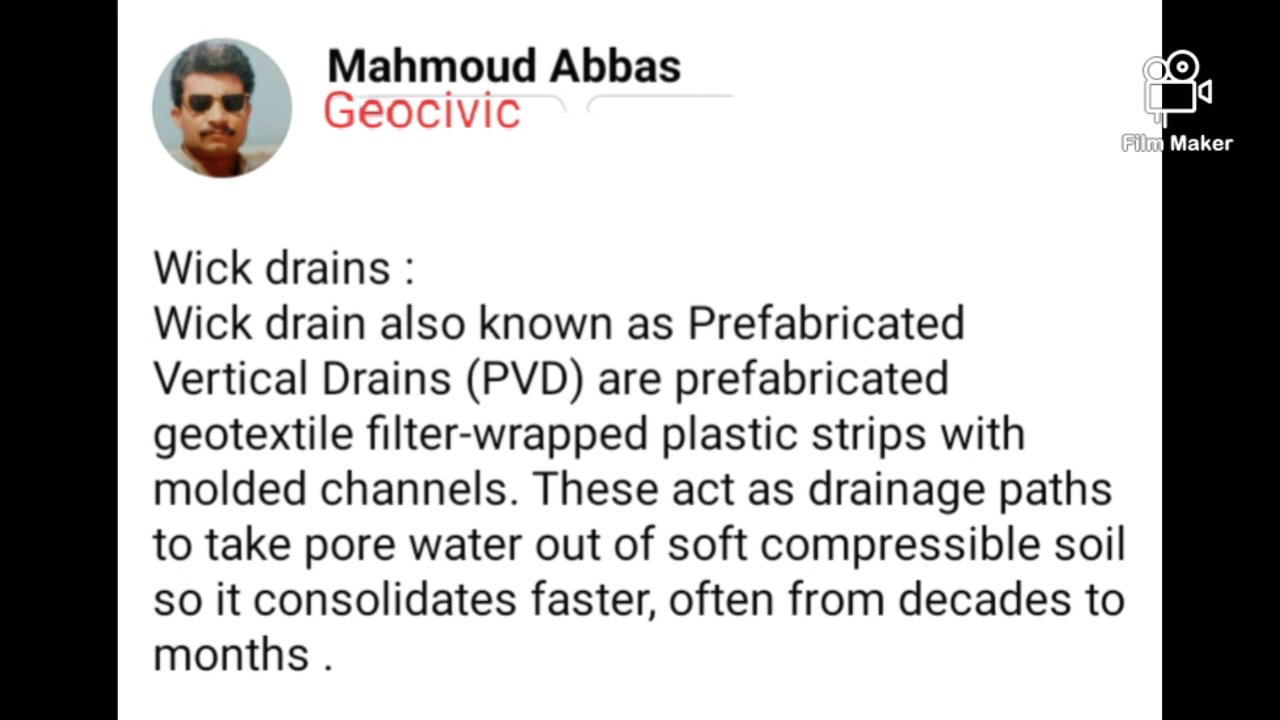 Mahmoud Abbas
Geocivic
Film Maker
Wick drains :
Wick drain also known as Prefabricated
Vertical Drains (PVD) are prefabricated
geotextile filter-wrapped plastic strips with
molded channels. These act as drainage paths
to take pore water out of soft compressible soil
so it consolidates faster, often from decades to
months .